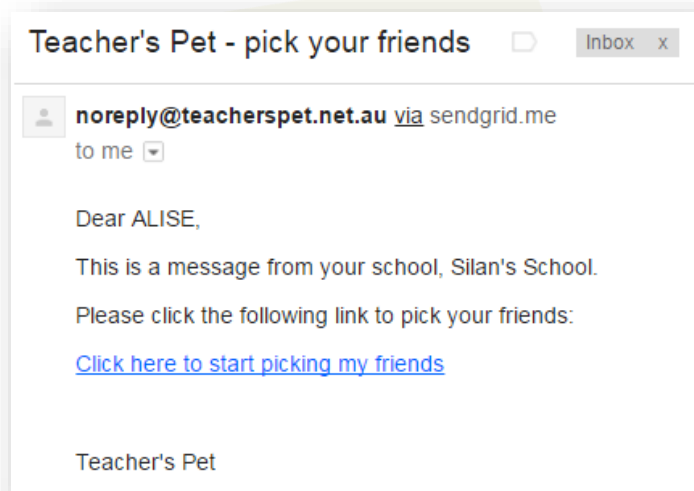 Teacher's Pet - pick your friends Inbox x
noreply@teacherspet.net.au via sendgrid.me
to me
Dear ALISE,
This is a message from your school, Silan's School.
Please click the following link to pick your friends:
Click here to start picking my friends
Teacher's Pet